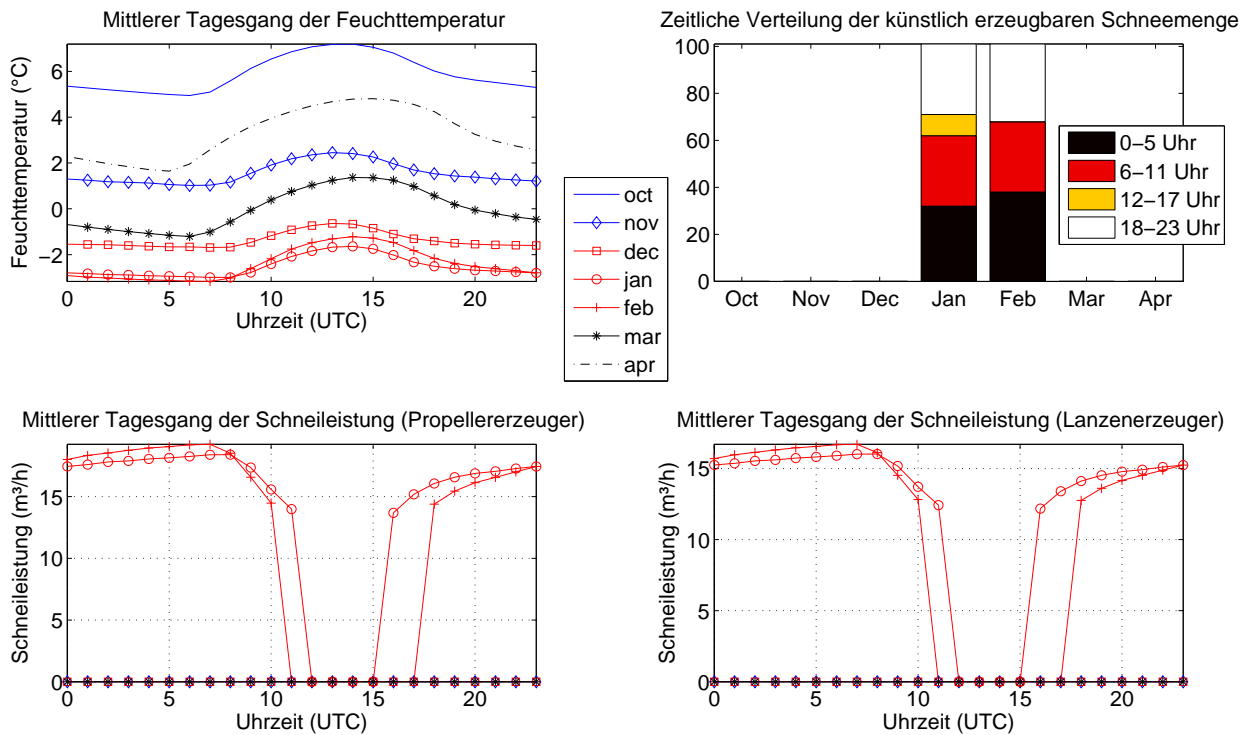 Mittlerer Tagesgang der Feuchttemperatur
Feuchttemperatur (°C)
6
4
2
0
−2
0 5 10 15 20
Uhrzeit (UTC)
oct
nov
dec
jan
feb
mar
apr
Zeitliche Verteilung der künstlich erzeugbaren Schneemenge
100
80
60
40
20
0
Oct Nov Dec Jan Feb Mar Apr
0−5 Uhr
6−11 Uhr
12−17 Uhr
18−23 Uhr
Mittlerer Tagesgang der Schneileistung (Propellererzeuger)
Schneileistung (m³/h)
15
10
5
0
0 5 10 15 20
Uhrzeit (UTC)
Mittlerer Tagesgang der Schneileistung (Lanzenerzeuger)
Schneileistung (m³/h)
15
10
5
0
0 5 10 15 20
Uhrzeit (UTC)